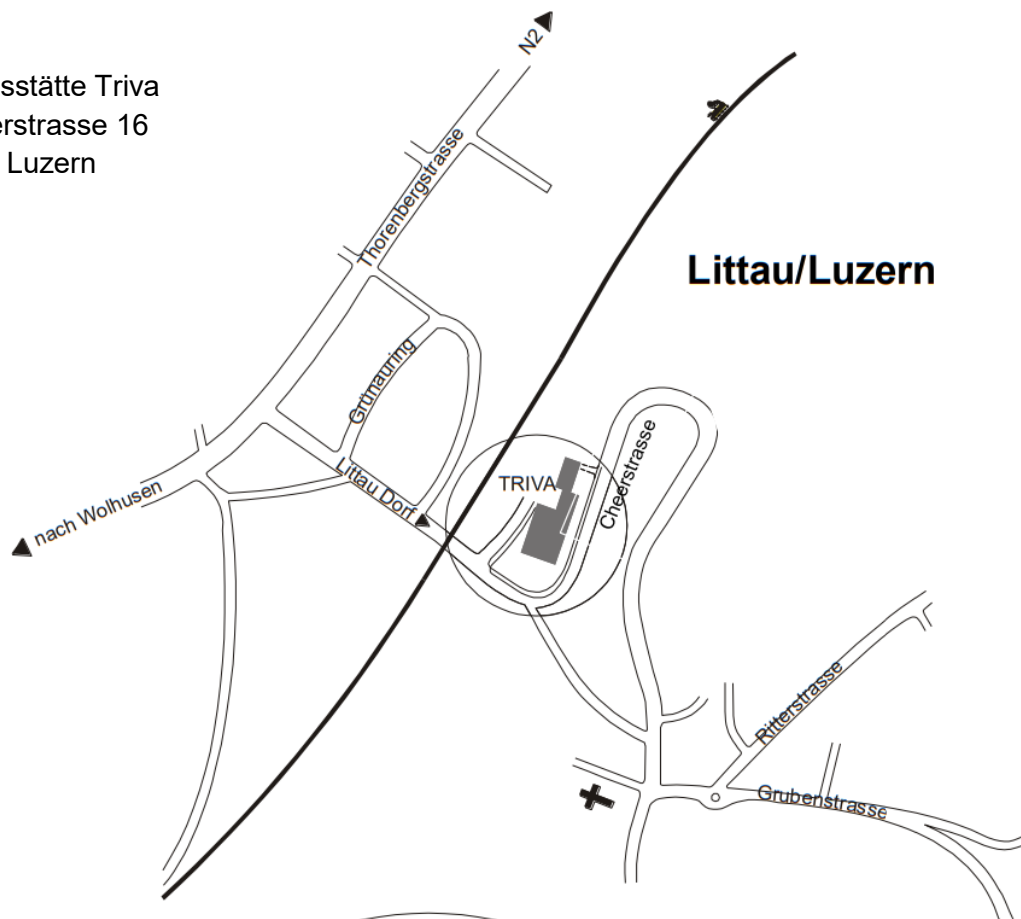 N2
sstätte Triva
erstrasse 16
Luzern
Thorenbergstrasse
Littau/Luzern
Grünauring
Cheerstrasse
TRIVA
Littau Dorf
nach Wolhusen
Ritterstrasse
Grubenstrasse